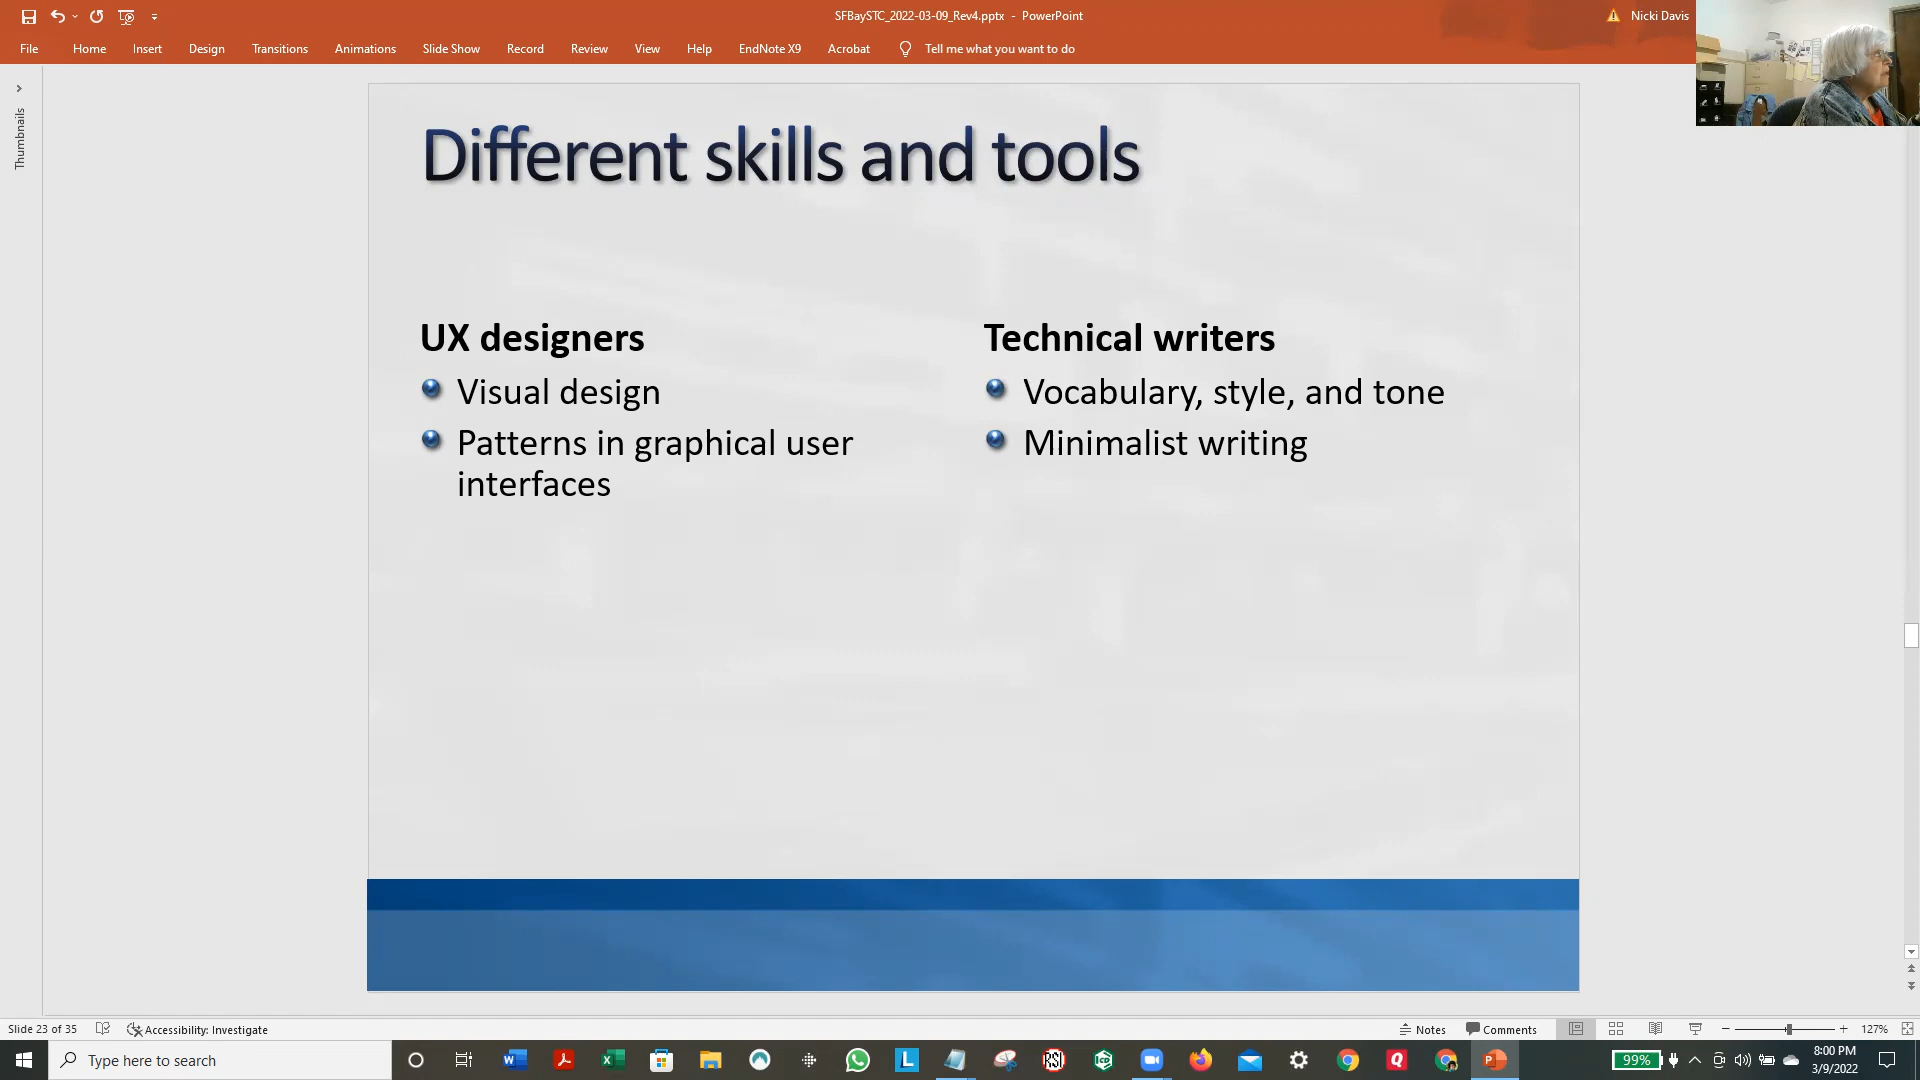 SFBaySTC_2022-03-09_Rev4.pptx - PowerPoint
Nicki Davis
File Home Insert Design Transitions Animations Slide Show Record Review View Help EndNote X9 Acrobat Tell me what you want to do
Thumbnails
Different skills and tools
UX designers
Visual design
Patterns in graphical user
interfaces
Technical writers
Vocabulary, style, and tone
Minimalist writing
Slide 23 of 35 Accessibility: Investigate Notes Comments 127%
Type here to search
99%
8:00 PM
3/9/2022